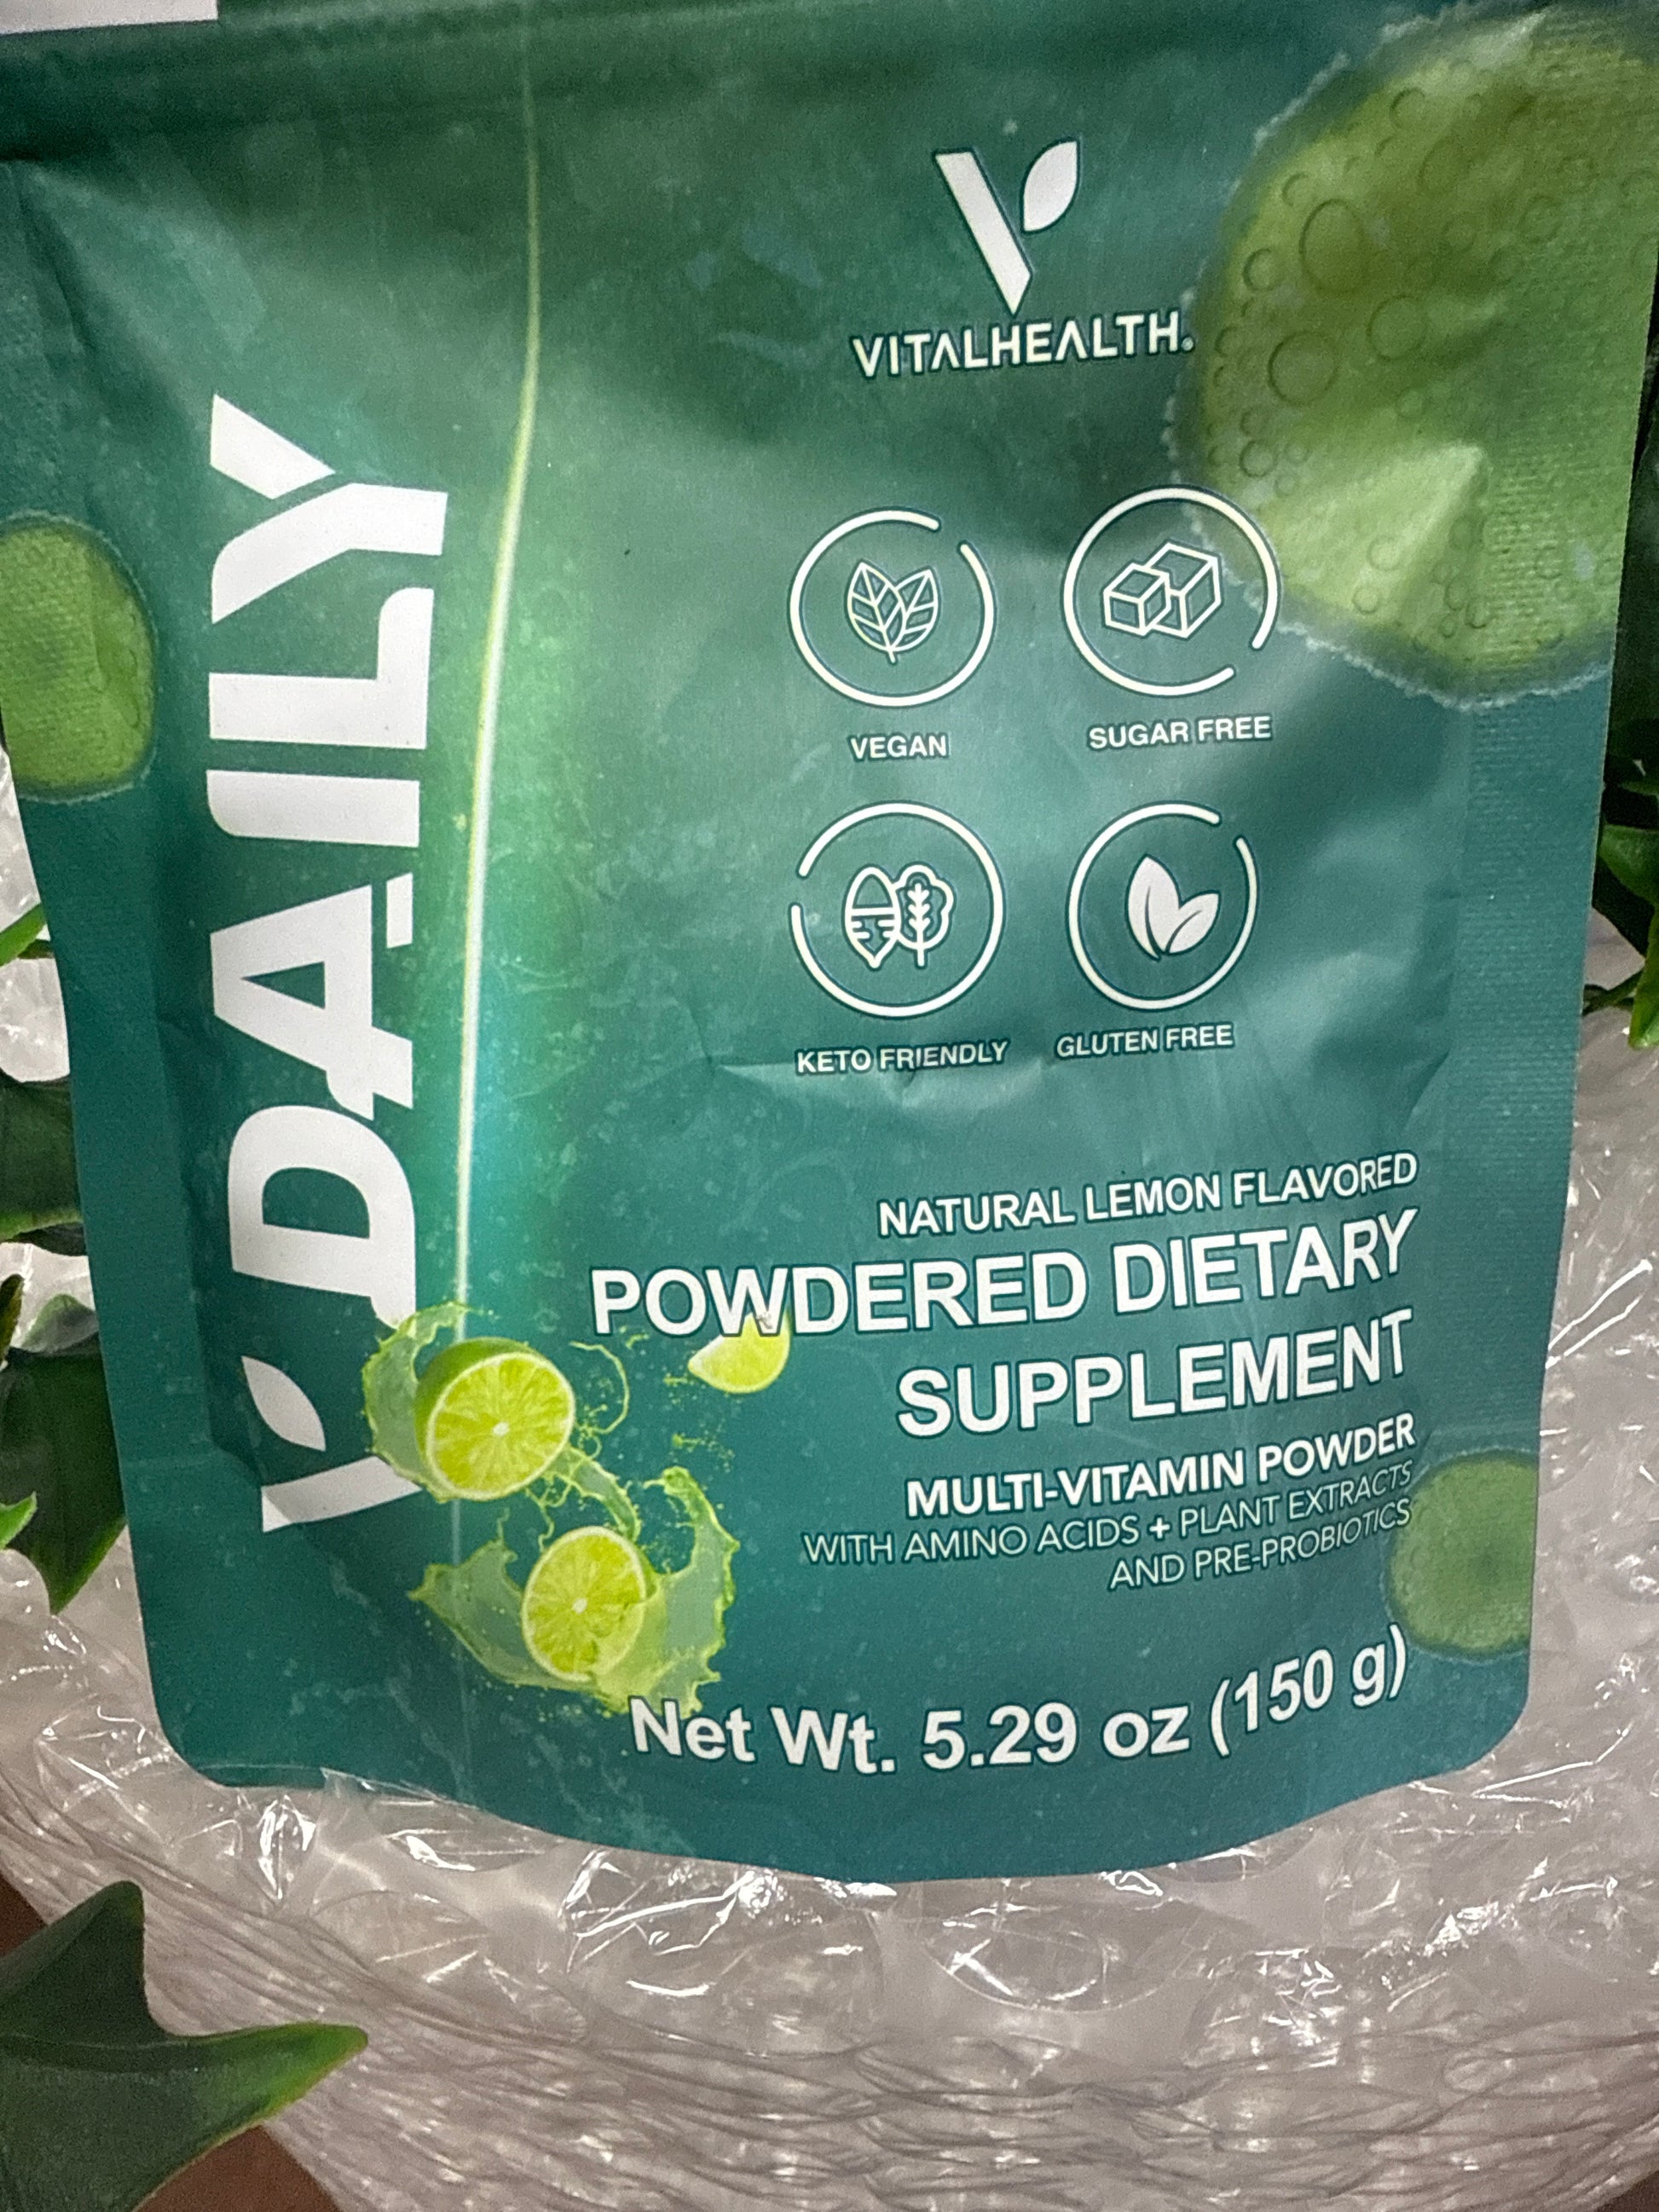 VITALHEALTH®
V'DAILY
VEGAN
SUGAR FREE
KETO FRIENDLY
GLUTEN FREE
NATURAL LEMON FLAVORED
POWDERED DIETARY
SUPPLEMENT
MULTI-VITAMIN POWDER
WITH AMINO ACIDS + PLANT EXTRACTS
AND PRE-PROBIOTICS
Net Wt. 5.29 oz (150 g)